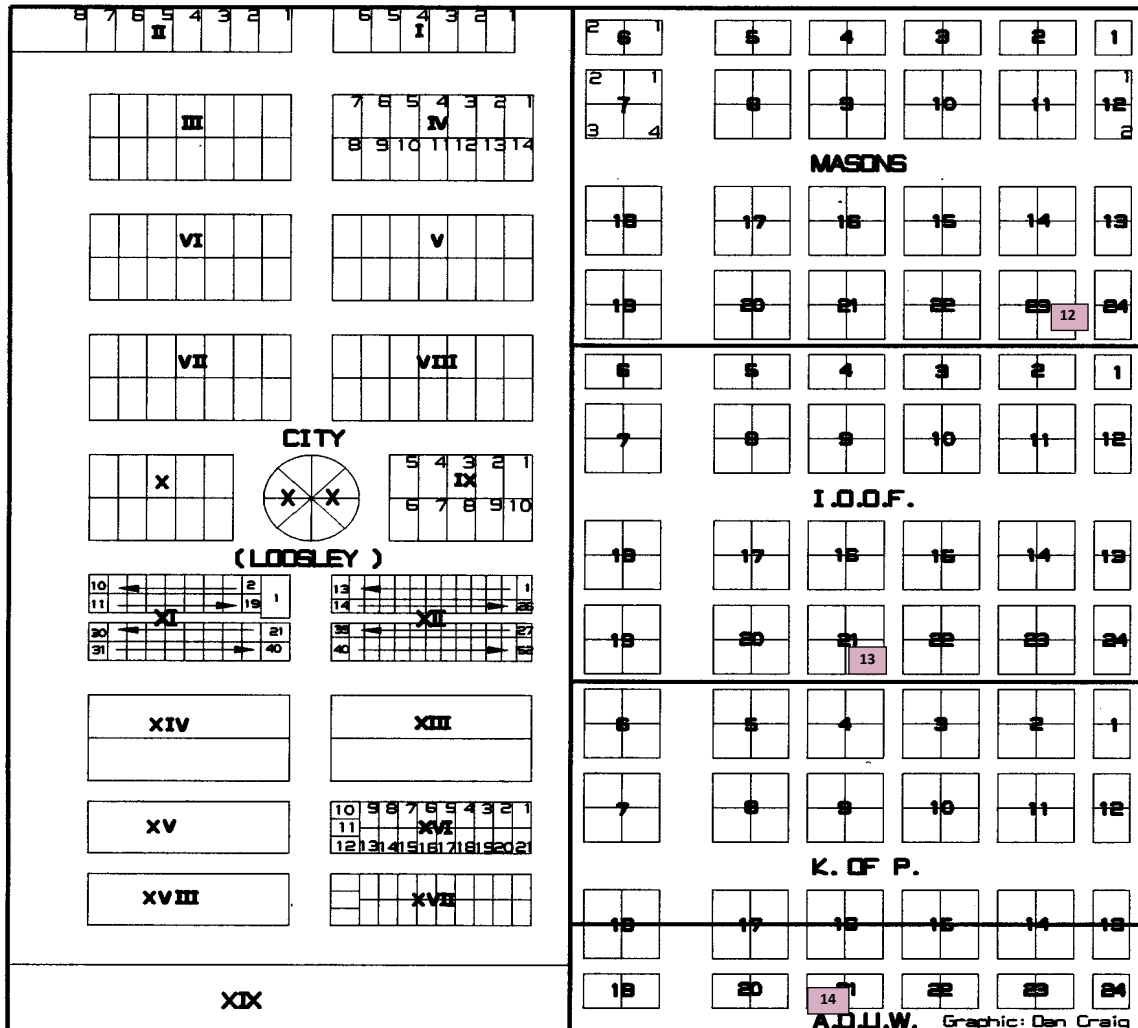 8 7 6 5 4 3 2 1
II
6 5 4 3 2 1
I
III
7 6 5 4 3 2 1
IV
8 9 10 11 12 13 14
VI V
VII VIII
CITY
X
X X
5 4 3 2 1
IX
6 7 8 9 10
(LOOSLEY)
10 2 1
11 19
XI
30 21
31 40
13 1
14 26
XII
39 27
40 52
XIV XIII
XV
10 9 8 7 6 5 4 3 2 1
11 XVI
12 13 14 15 16 17 18 19 20 21
XVIII XVII
XIX
2 6 1 5 4 3 2 1
2 1 1
7 8 9 10 11 12
3 4 2
MASONS
18 17 16 15 14 13
19 20 21 22 23 24
12
6 5 4 3 2 1
7 8 9 10 11 12
I.O.O.F.
18 17 16 15 14 13
19 20 21 22 23 24
13
6 5 4 3 2 1
7 8 9 10 11 12
K. OF P.
18 17 16 15 14 13
19 20 21 22 23 24
14
A.O.U.W. Graphic: Dan Craig